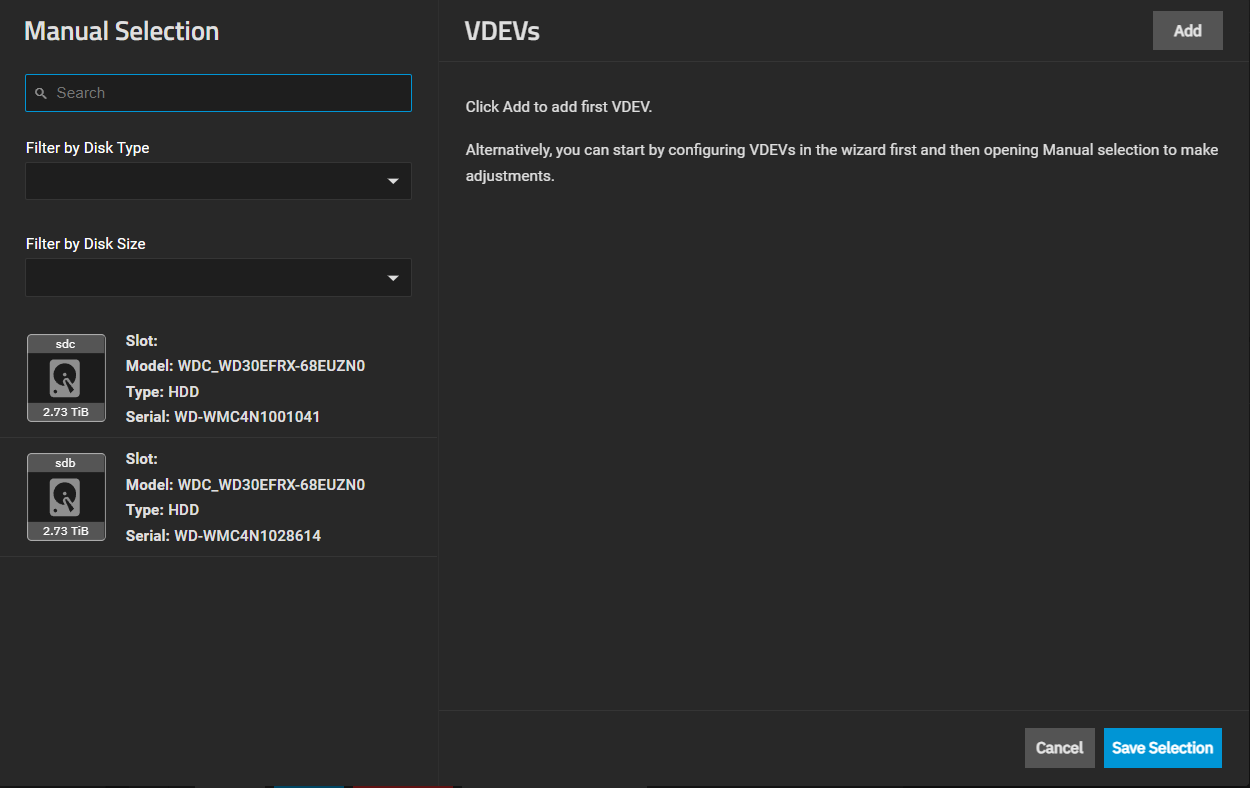 Manual Selection
Search
Filter by Disk Type
Filter by Disk Size
sdc
2.73 TiB
Slot:
Model: WDC_WD30EFRX-68EUZN0
Type: HDD
Serial: WD-WMC4N1001041
sdb
2.73 TiB
Slot:
Model: WDC_WD30EFRX-68EUZN0
Type: HDD
Serial: WD-WMC4N1028614
VDEVs
Add
Click Add to add first VDEV.
Alternatively, you can start by configuring VDEVs in the wizard first and then opening Manual selection to make
adjustments.
Cancel
Save Selection